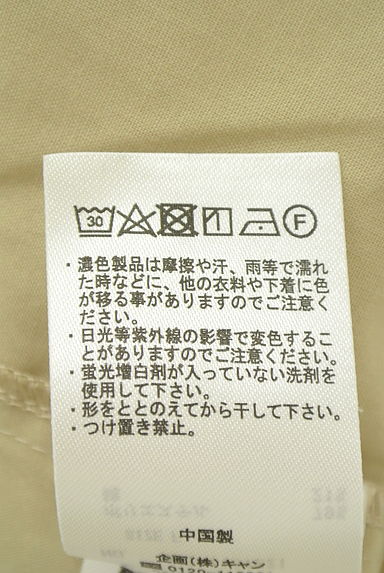 30 F
・濃色製品は摩擦や汗、雨等で濡れ
た時などに、他の衣料や下着に色
が移る事がありますのでご注意く
ださい。
・日光等紫外線の影響で変色するこ
とがありますのでご注意ください。
・蛍光増白剤が入っていない洗剤を
使用して下さい。
・形をととのえてから干して下さい。
・つけ置き禁止。
中国製
企画(株)キャン